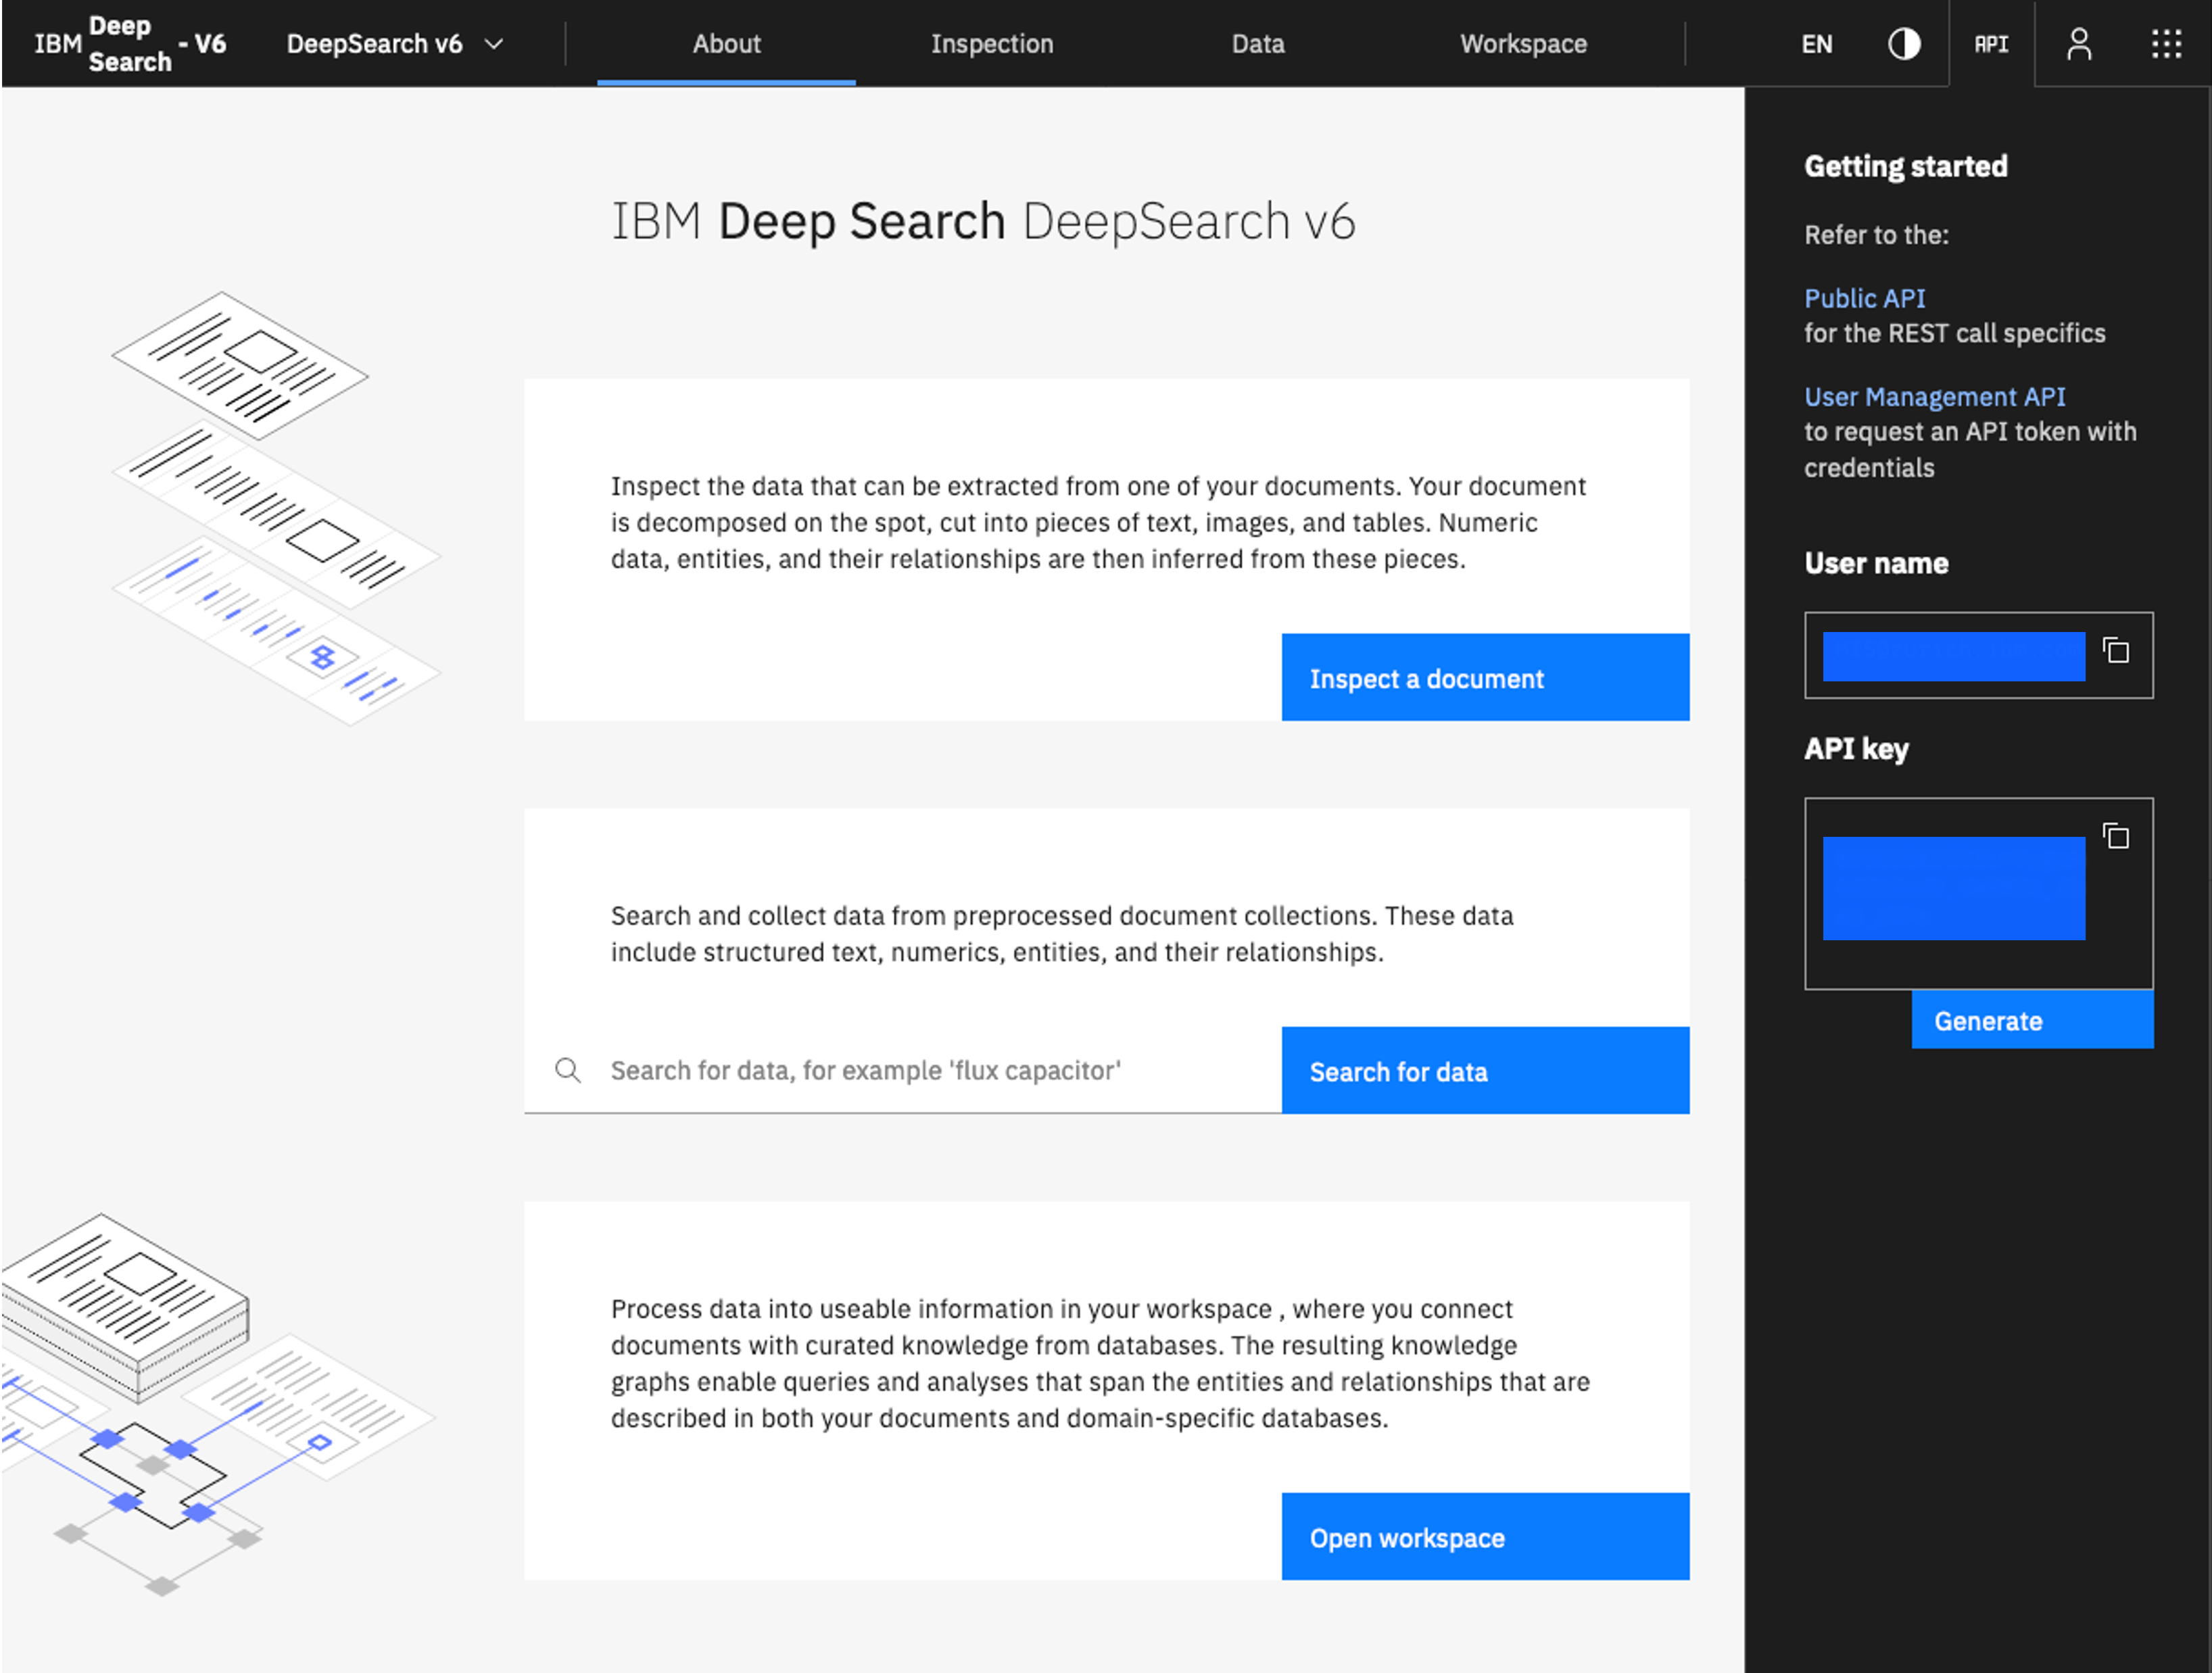 IBM Deep Search - V6
DeepSearch v6
About
Inspection
Data
Workspace
EN
API
IBM Deep Search DeepSearch v6
Inspect the data that can be extracted from one of your documents. Your document
is decomposed on the spot, cut into pieces of text, images, and tables. Numeric
data, entities, and their relationships are then inferred from these pieces.
Inspect a document
Search and collect data from preprocessed document collections. These data
include structured text, numerics, entities, and their relationships.
Search for data, for example 'flux capacitor'
Search for data
Process data into useable information in your workspace , where you connect
documents with curated knowledge from databases. The resulting knowledge
graphs enable queries and analyses that span the entities and relationships that are
described in both your documents and domain-specific databases.
Open workspace
Getting started
Refer to the:
Public API
for the REST call specifics
User Management API
to request an API token with
credentials
User name
API key
Generate